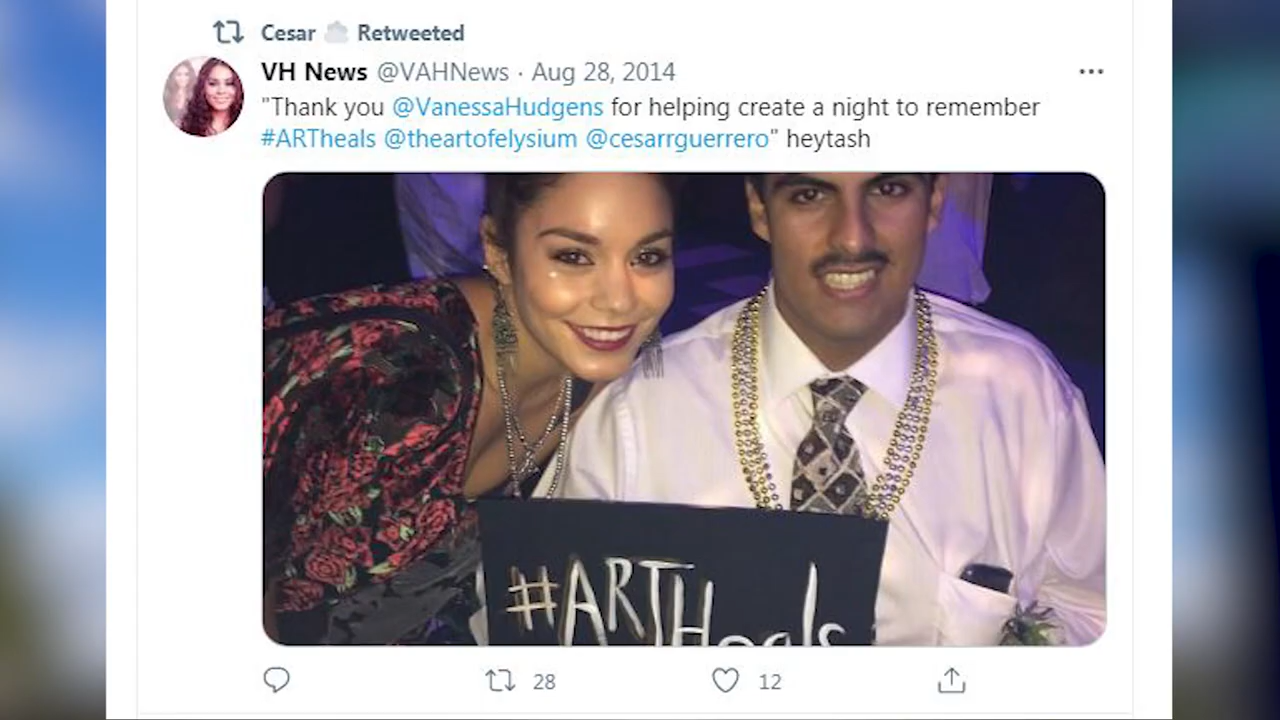 Cesar Retweeted
VH News @VAHNews · Aug 28, 2014
"Thank you @VanessaHudgens for helping create a night to remember
#ARTheals @theartofelysium @cesarrguerrero" heytash
#ARTHeals
28 12